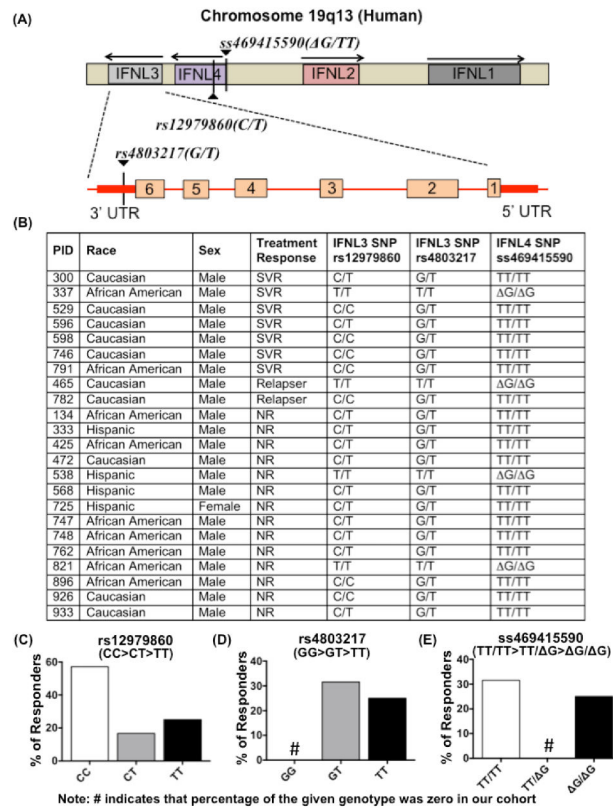 (A)
Chromosome 19q13 (Human)
ss469415590(ΔG/TT)
IFNL3 IFNL4 IFNL2 IFNL1
rs12979860(C/T)
rs4803217(G/T)
6 5 4 3 2 1
3' UTR 5' UTR
(B)
PID Race Sex Treatment Response IFNL3 SNP rs12979860 IFNL3 SNP rs4803217 IFNL4 SNP ss469415590
300 Caucasian Male SVR C/T G/T TT/TT
337 African American Male SVR T/T T/T ΔG/ΔG
529 Caucasian Male SVR C/C G/T TT/TT
596 Caucasian Male SVR C/C G/T TT/TT
598 Caucasian Male SVR C/C G/T TT/TT
746 Caucasian Male SVR C/C G/T TT/TT
791 African American Male SVR C/C G/T TT/TT
465 Caucasian Male Relapser T/T T/T ΔG/ΔG
782 Caucasian Male Relapser C/C G/T TT/TT
134 African American Male NR C/T G/T TT/TT
333 Hispanic Male NR C/T G/T TT/TT
425 African American Male NR C/T G/T TT/TT
472 Caucasian Male NR C/T G/T TT/TT
538 Hispanic Male NR T/T T/T ΔG/ΔG
568 Hispanic Male NR C/T G/T TT/TT
725 Hispanic Female NR C/T G/T TT/TT
747 African American Male NR C/T G/T TT/TT
748 African American Male NR C/T G/T TT/TT
762 African American Male NR C/T G/T TT/TT
821 African American Male NR T/T T/T ΔG/ΔG
896 African American Male NR C/C G/T TT/TT
926 Caucasian Male NR C/C G/T TT/TT
933 Caucasian Male NR C/T G/T TT/TT
(C)
rs12979860
(CC>CT>TT)
% of Responders
60
40
20
0
CC CT TT
(D)
rs4803217
(GG>GT>TT)
% of Responders
40
30
20
10
0
#
GG GT TT
(E)
ss469415590
(TT/TT>TT/ΔG>ΔG/ΔG)
% of Responders
40
30
20
10
0
#
TT/TT TT/ΔG ΔG/ΔG
Note: # indicates that percentage of the given genotype was zero in our cohort